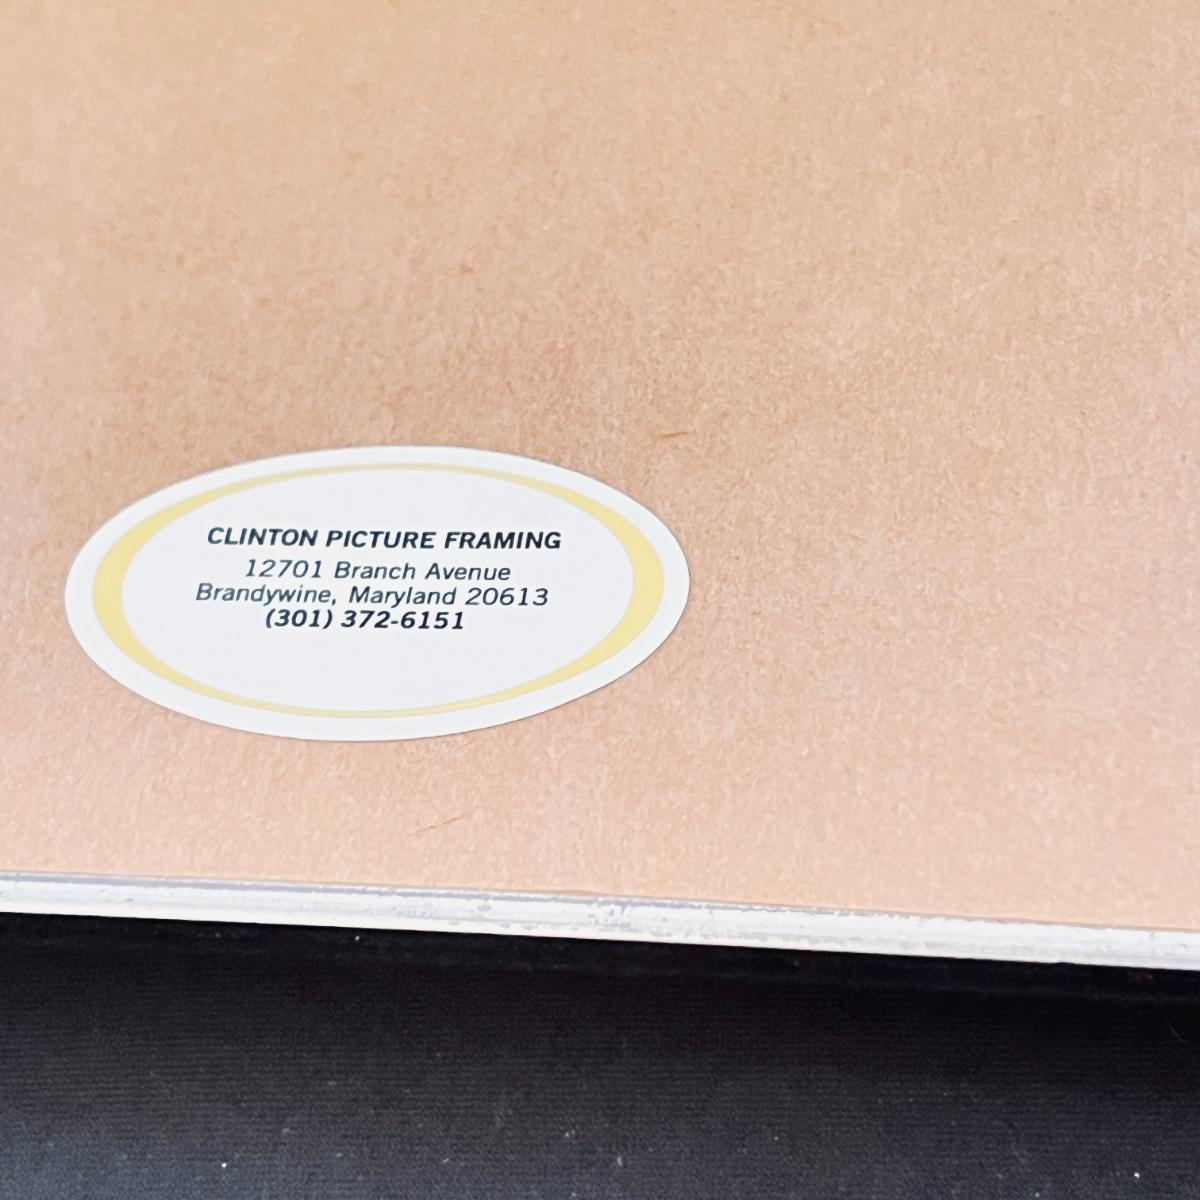 CLINTON PICTURE FRAMING
12701 Branch Avenue
Brandywine, Maryland 20613
(301) 372-6151